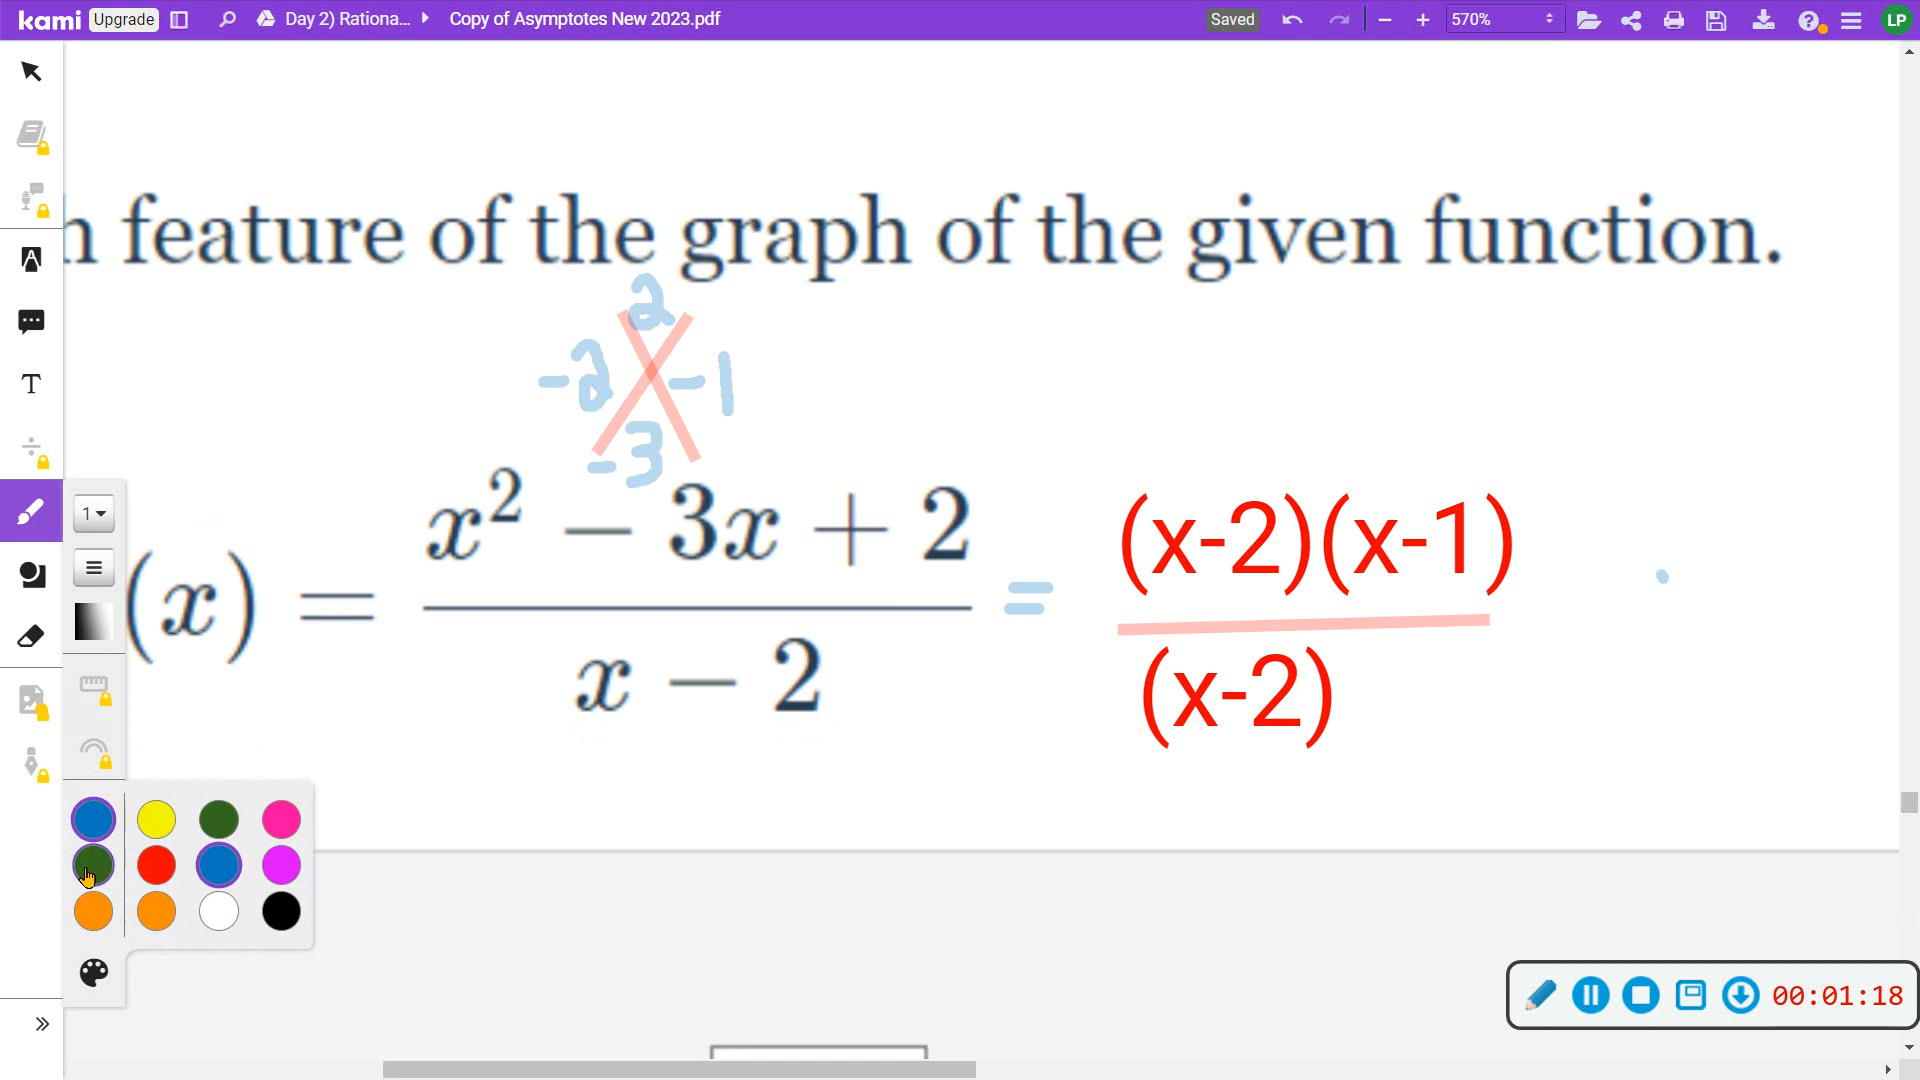 kami Upgrade Day 2) Rationa... Copy of Asymptotes New 2023.pdf Saved 570% LP
n feature of the graph of the given function.
2
-2 -1
-3
(x) = x² − 3x + 2 = (x-2)(x-1)
x − 2 (x-2)
T
1
00:01:18